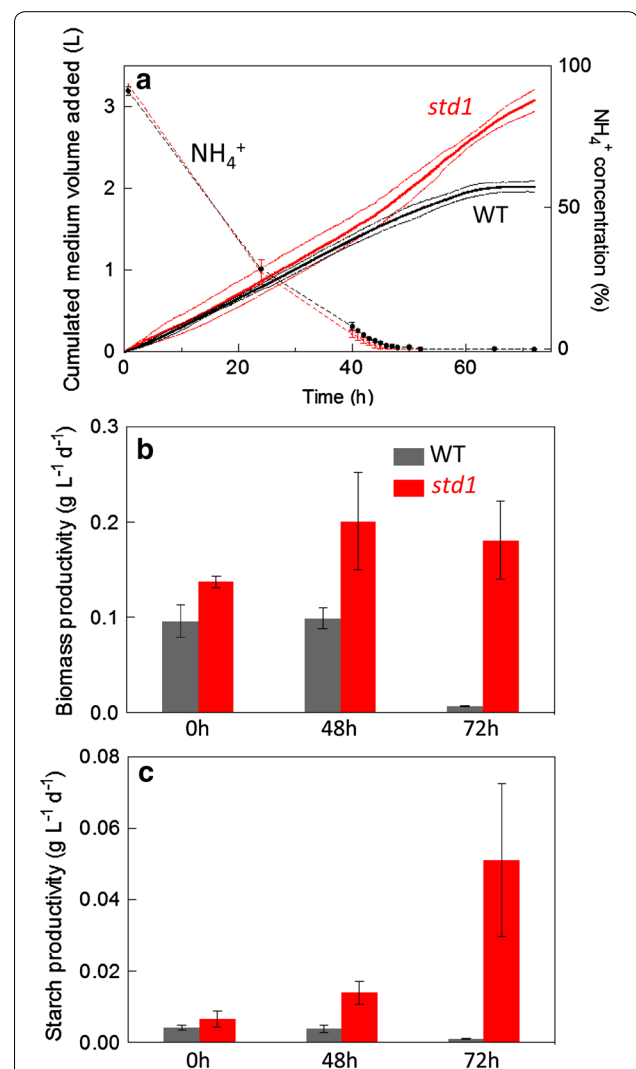 a
Cumulated medium volume added (L)
3
2
1
0
100
50
0
NH₄⁺ concentration (%)
std1
NH₄⁺
WT
0
20
40
60
Time (h)
b
Biomass productivity (g L⁻¹ d⁻¹)
0.3
0.2
0.1
0.0
WT
std1
0h
48h
72h
c
Starch productivity (g L⁻¹ d⁻¹)
0.08
0.06
0.04
0.02
0.00
0h
48h
72h